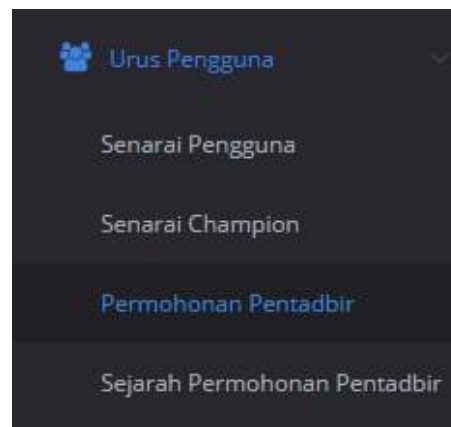 Urus Pengguna
Senarai Pengguna
Senarai Champion
Permohonan Pentadbir
Sejarah Permohonan Pentadbir